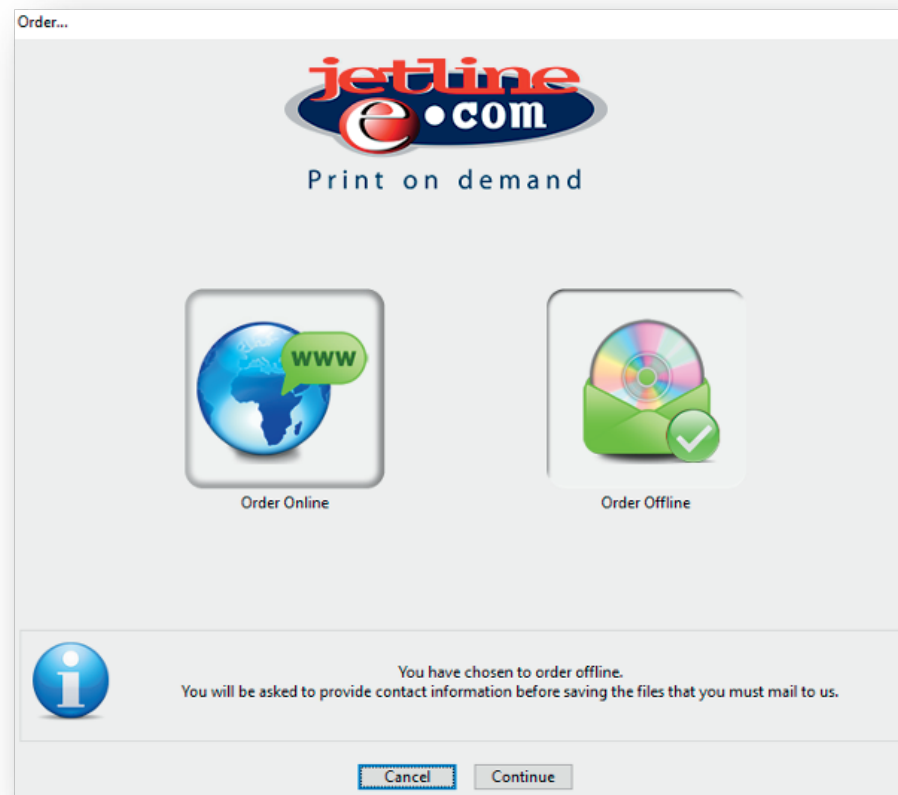 Order...
jetline
e.com
Print on demand
www
Order Online
Order Offline
i
You have chosen to order offline.
You will be asked to provide contact information before saving the files that you must mail to us.
Cancel
Continue